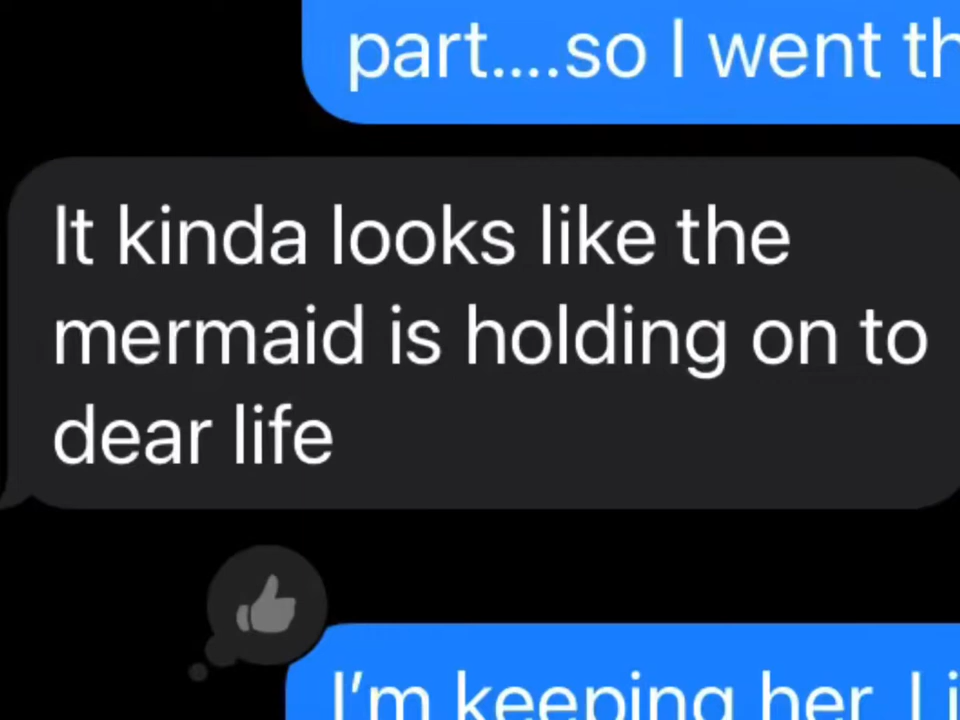 part....so I went th
It kinda looks like the
mermaid is holding on to
dear life
I’m keeping her. I